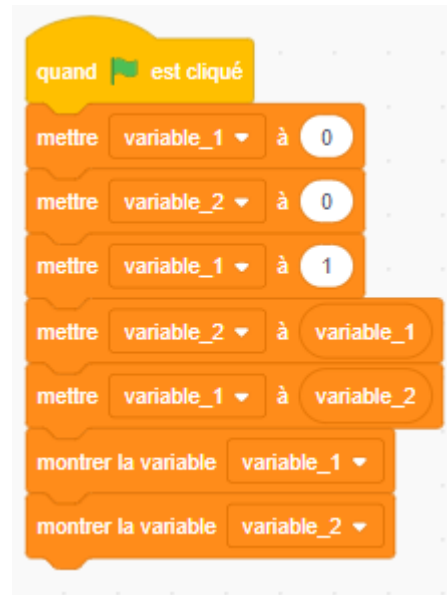 quand est cliqué
mettre variable_1 à 0
mettre variable_2 à 0
mettre variable_1 à 1
mettre variable_2 à variable_1
mettre variable_1 à variable_2
montrer la variable variable_1
montrer la variable variable_2